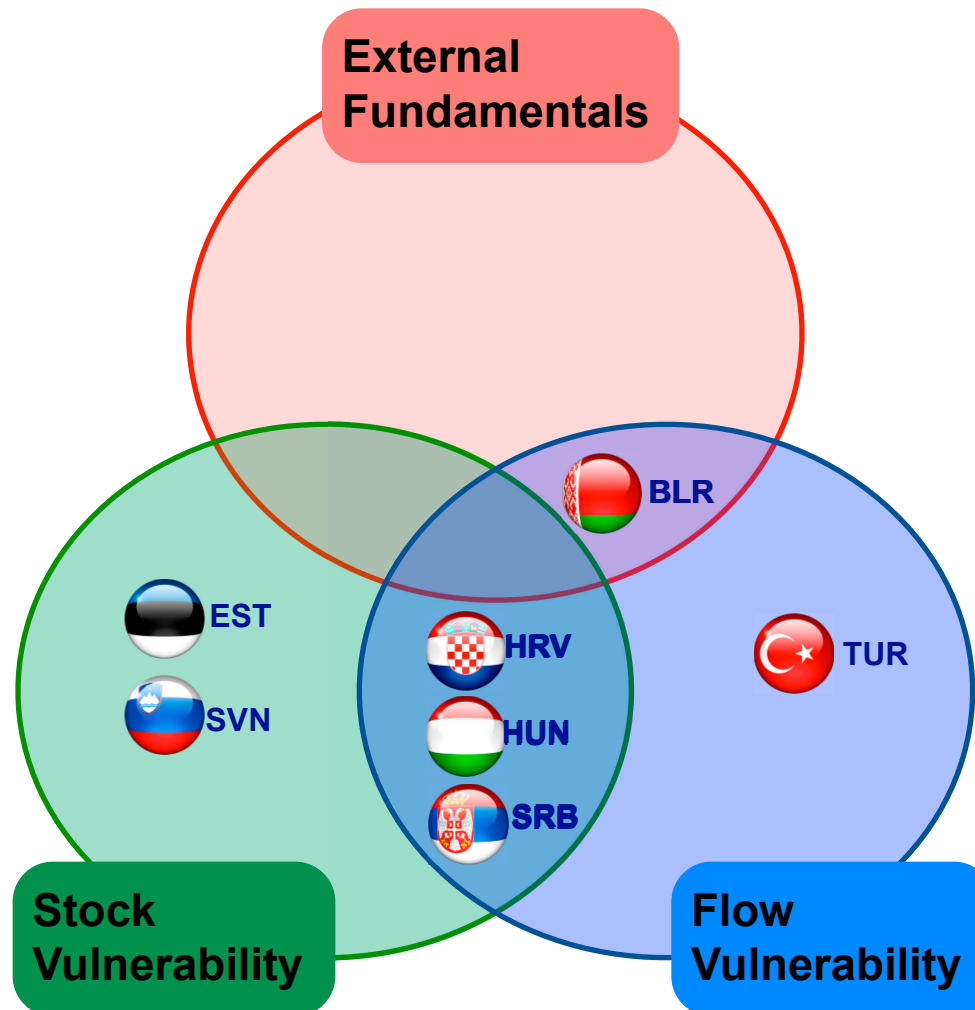 External
Fundamentals
BLR
EST
HRV
TUR
SVN
HUN
SRB
Stock
Vulnerability
Flow
Vulnerability